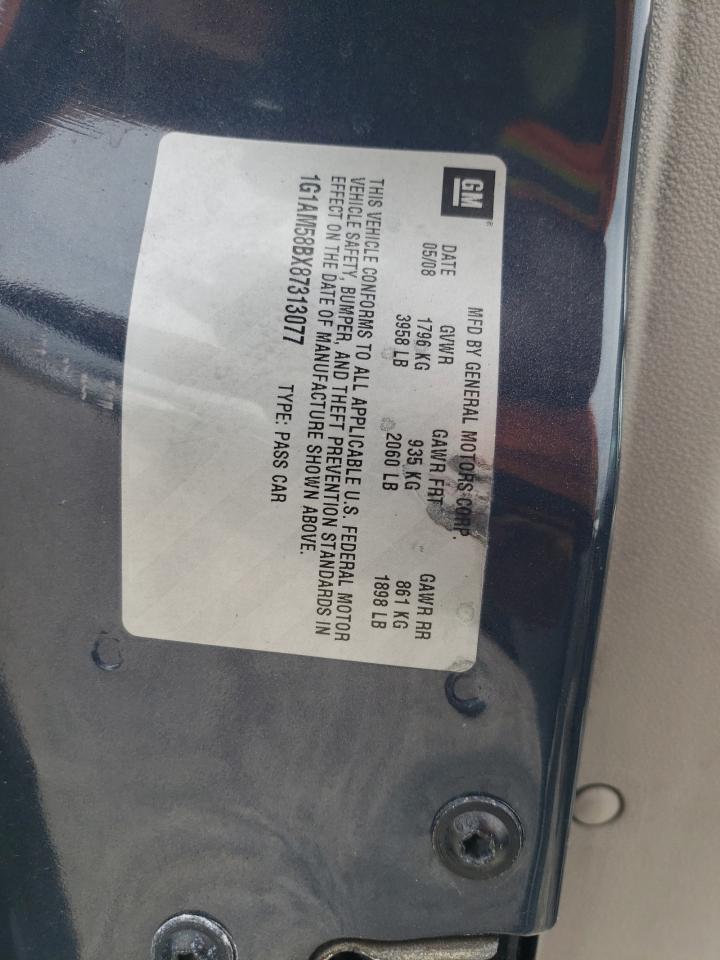 GM®
MFD BY GENERAL MOTORS CORP.
DATE GVWR GAWR FRT GAWR RR
05/08 1796 KG 935 KG 861 KG
3958 LB 2060 LB 1898 LB
THIS VEHICLE CONFORMS TO ALL APPLICABLE U.S. FEDERAL MOTOR
VEHICLE SAFETY, BUMPER, AND THEFT PREVENTION STANDARDS IN
EFFECT ON THE DATE OF MANUFACTURE SHOWN ABOVE.
1G1AM58BX87313077 TYPE: PASS CAR